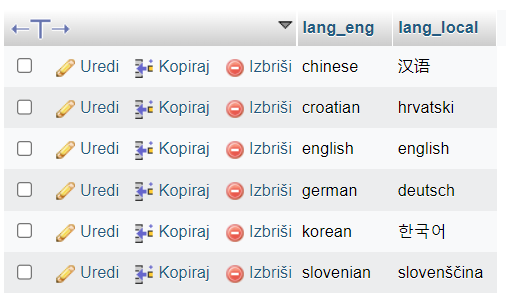 lang_eng lang_local
Uredi Kopiraj Izbriši chinese 汉语
Uredi Kopiraj Izbriši croatian hrvatski
Uredi Kopiraj Izbriši english english
Uredi Kopiraj Izbriši german deutsch
Uredi Kopiraj Izbriši korean 한국어
Uredi Kopiraj Izbriši slovenian slovenščina